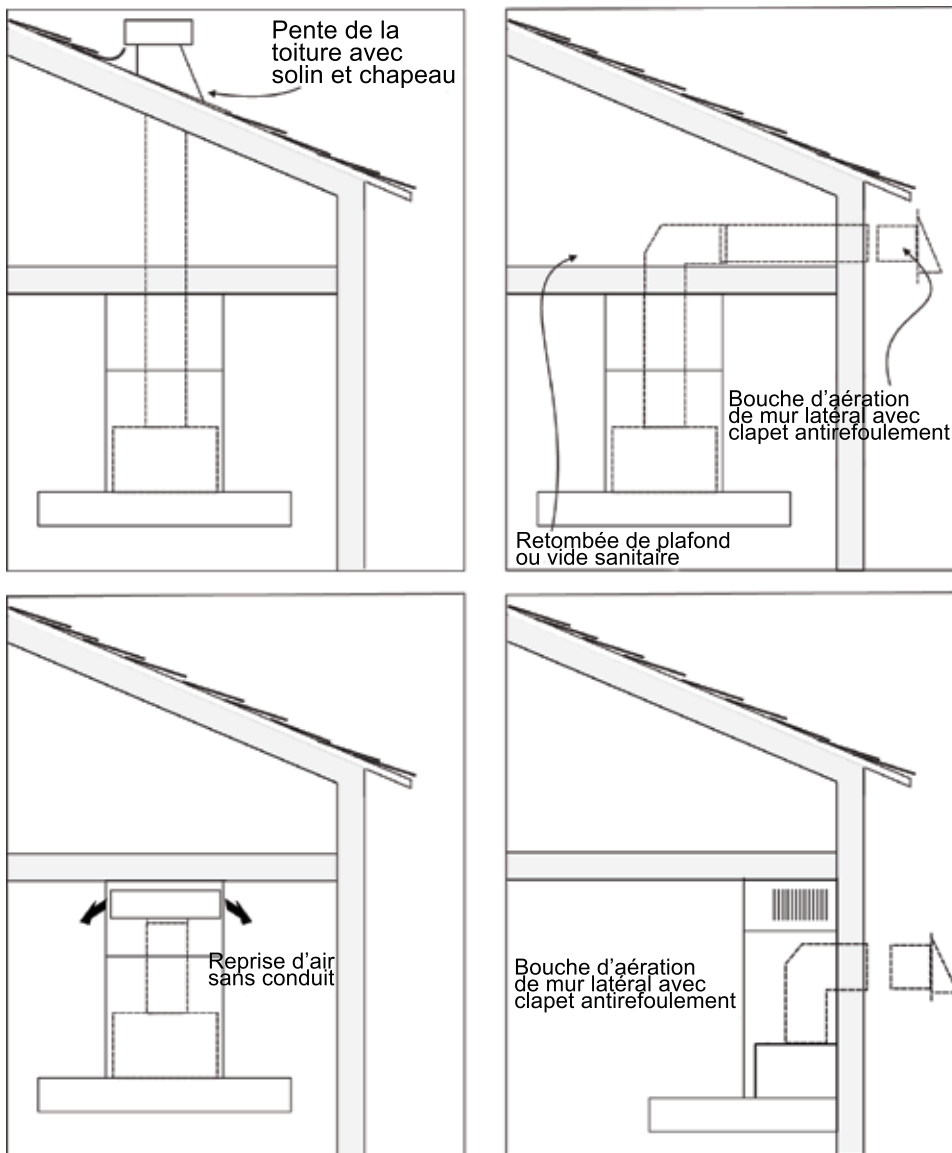 Pente de la
toiture avec
solin et chapeau
Bouche d'aération
de mur latéral avec
clapet antirefoulement
Retombée de plafond
ou vide sanitaire
Reprise d'air
sans conduit
Bouche d'aération
de mur latéral avec
clapet antirefoulement